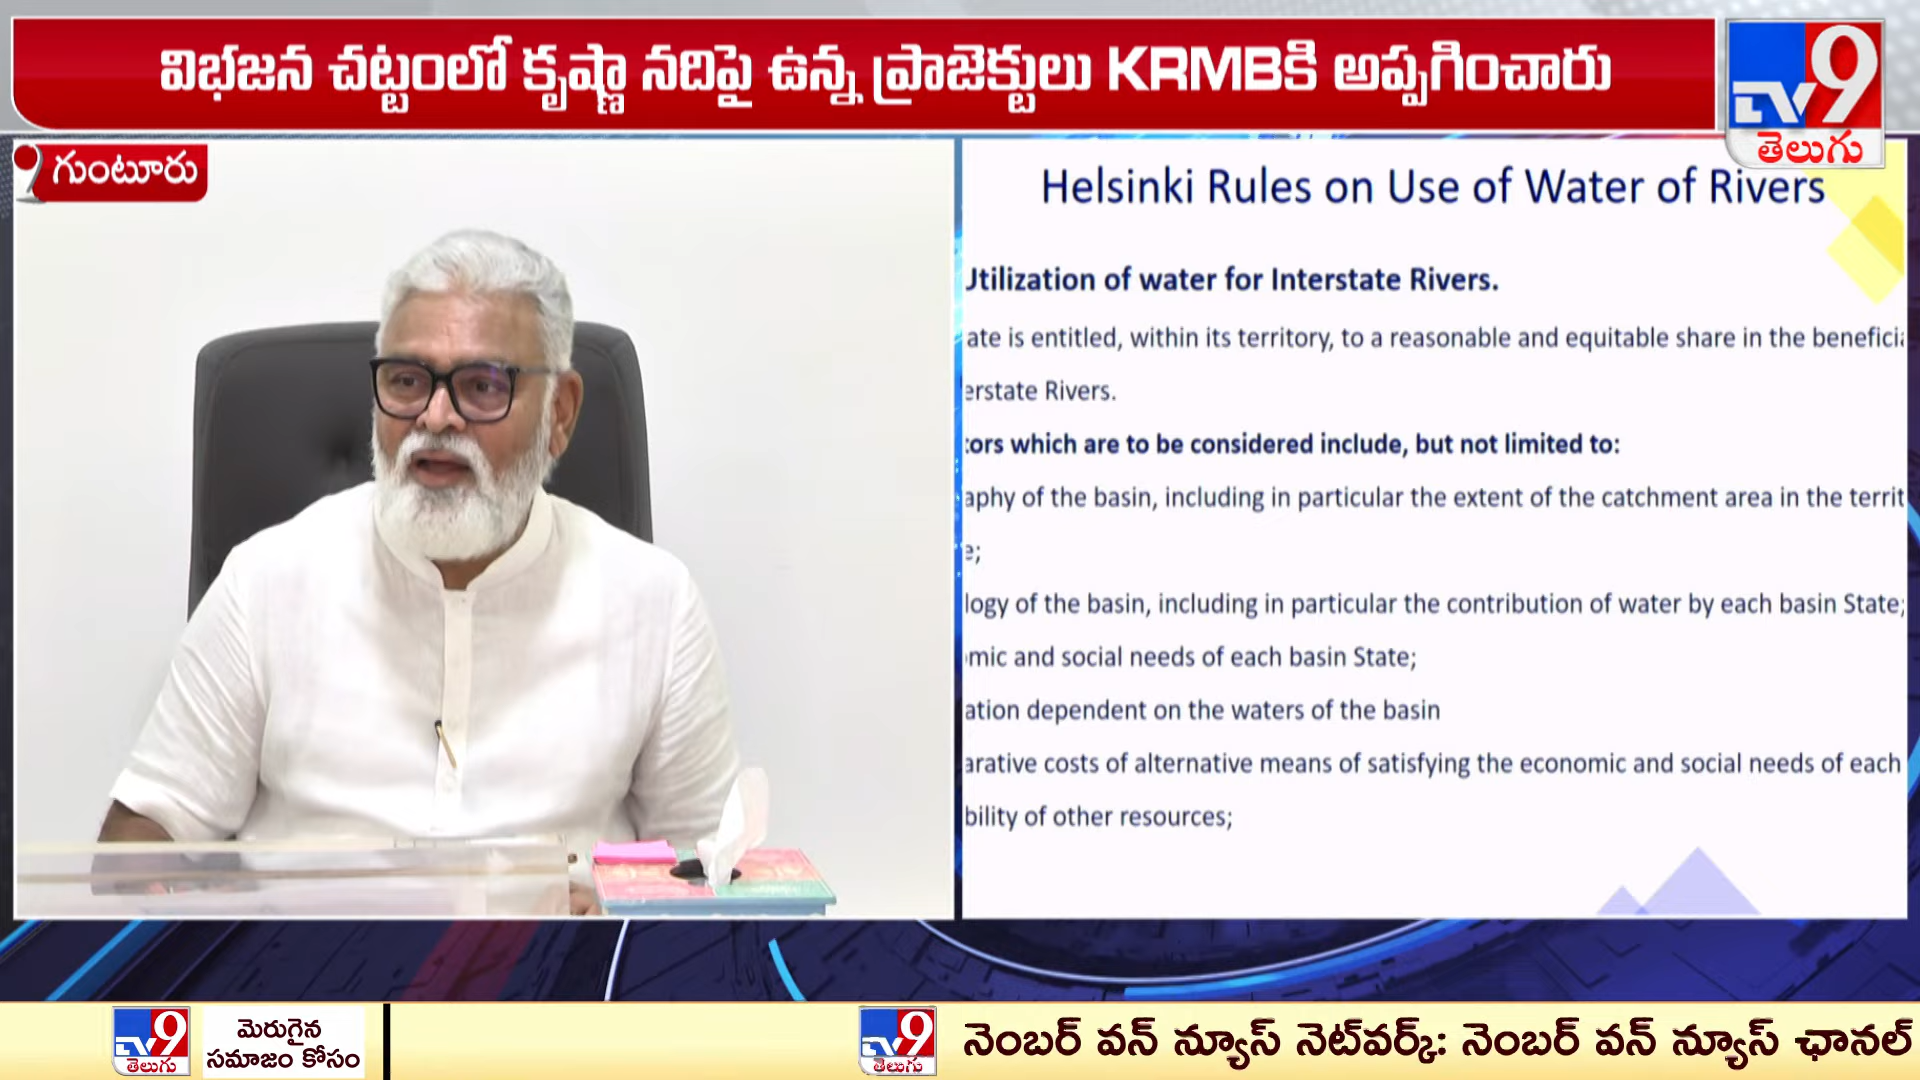 విభజన చట్టంలో కృష్ణా నదిపై ఉన్న ప్రాజెక్టులు KRMBకి అప్పగించారు
TV9
తెలుగు
గుంటూరు
Helsinki Rules on Use of Water of Rivers
Utilization of water for Interstate Rivers.
ate is entitled, within its territory, to a reasonable and equitable share in the beneficia
erstate Rivers.
tors which are to be considered include, but not limited to:
aphy of the basin, including in particular the extent of the catchment area in the territ
e;
logy of the basin, including in particular the contribution of water by each basin State;
mic and social needs of each basin State;
ation dependent on the waters of the basin
arative costs of alternative means of satisfying the economic and social needs of each
bility of other resources;
TV9
తెలుగు
మెరుగైన
సమాజం కోసం
TV9
తెలుగు
నెంబర్ వన్ న్యూస్ నెట్‌వర్క్: నెంబర్ వన్ న్యూస్ ఛానల్